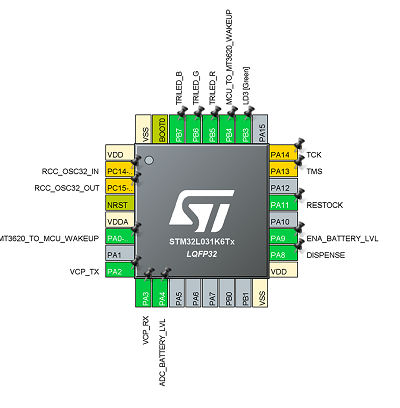 TRILED_B
TRILED_G
TRILED_R
MCU_TO_MT3620_WAKEUP
LD3 [Green]
VSS
BOOT0
PB7
PB6
PB5
PB4
PB3
PA15
VDD
RCC_OSC32_IN PC14-..
RCC_OSC32_OUT PC15-..
NRST
VDDA
MT3620_TO_MCU_WAKEUP PA0-..
PA1
VCP_TX PA2
PA14 TCK
PA13 TMS
PA12
PA11 RESTOCK
PA10
PA9 ENA_BATTERY_LVL
PA8 DISPENSE
VDD
ST
STM32L031K6Tx
LQFP32
PA3
PA4
PA5
PA6
PA7
PB0
PB1
VSS
VCP_RX
ADC_BATTERY_LVL